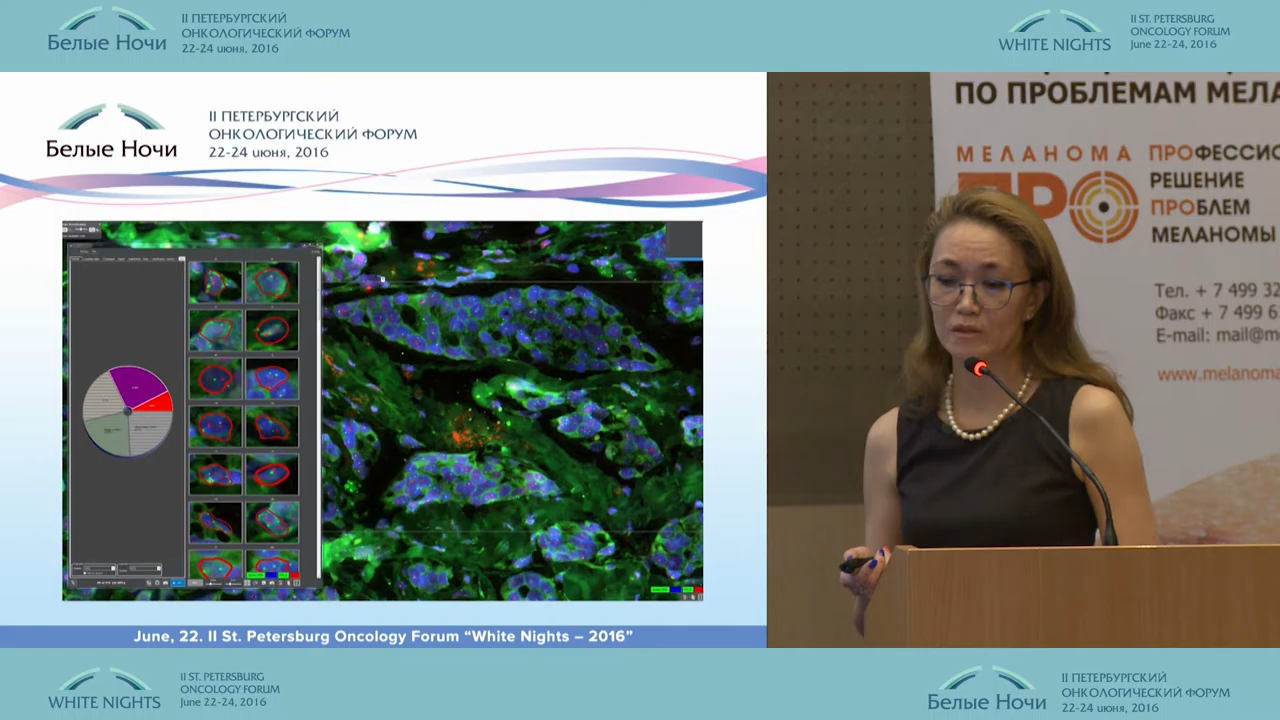 Белые Ночи
II ПЕТЕРБУРГСКИЙ
ОНКОЛОГИЧЕСКИЙ ФОРУМ
22-24 июня, 2016
WHITE NIGHTS
II ST. PETERSBURG
ONCOLOGY FORUM
June 22-24, 2016
Белые Ночи
II ПЕТЕРБУРГСКИЙ
ОНКОЛОГИЧЕСКИЙ ФОРУМ
22-24 июня, 2016
June, 22. II St. Petersburg Oncology Forum “White Nights – 2016”
ПО ПРОБЛЕМАМ МЕЛА
МЕЛАНОМА
ПРО
ПРОФЕССИО
РЕШЕНИЕ
ПРОБЛЕМ
МЕЛАНОМЫ
Тел. + 7 499 32
Факс + 7 499 6
E-mail: mail@m
www.melanoma
WHITE NIGHTS
II ST. PETERSBURG
ONCOLOGY FORUM
June 22-24, 2016
Белые Ночи
II ПЕТЕРБУРГСКИЙ
ОНКОЛОГИЧЕСКИЙ ФОРУМ
22-24 июня, 2016